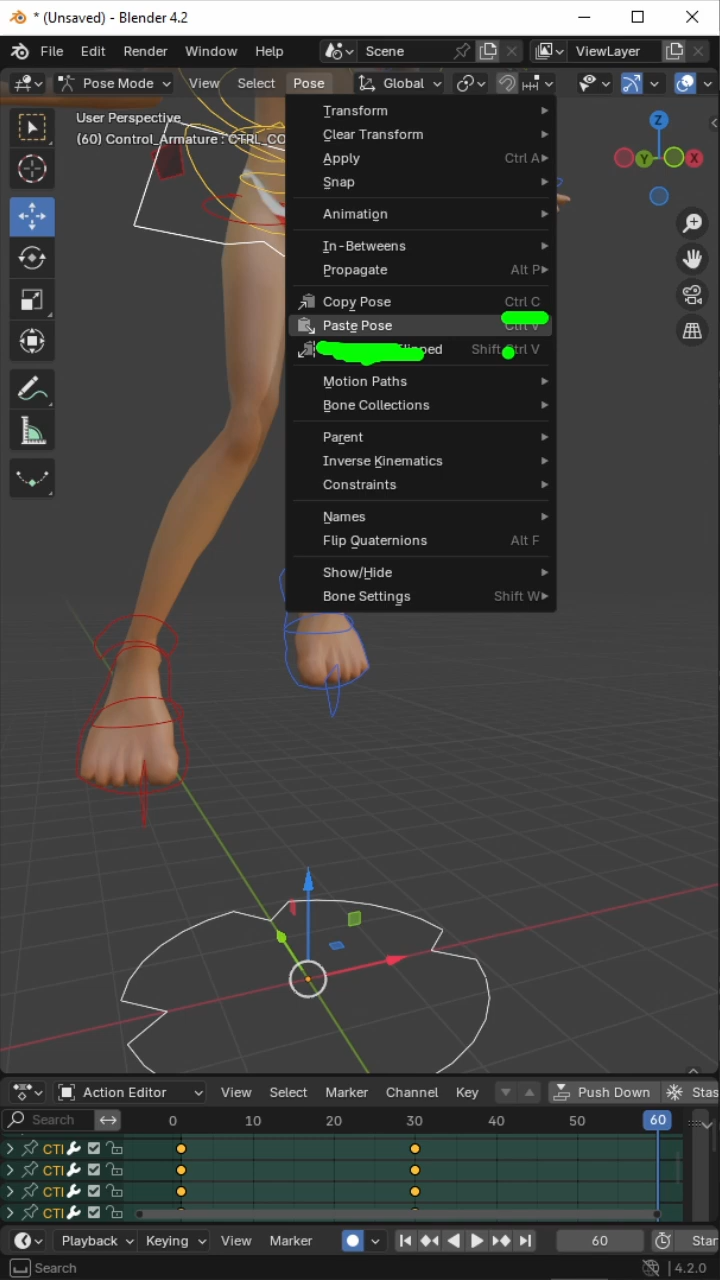 * (Unsaved) - Blender 4.2
File Edit Render Window Help Scene ViewLayer
Pose Mode View Select Pose Global
User Perspective
(60) Control_Armature : CTRL_CO
Transform
Clear Transform
Apply Ctrl A
Snap
Animation
In-Betweens
Propagate Alt P
Copy Pose Ctrl C
Paste Pose Ctrl V
Shift Ctrl V
Motion Paths
Bone Collections
Parent
Inverse Kinematics
Constraints
Names
Flip Quaternions Alt F
Show/Hide
Bone Settings Shift W
Z
Y X
Action Editor View Select Marker Channel Key Push Down Stas
Search 0 10 20 30 40 50 60
CTI
CTI
CTI
CTI
Playback Keying View Marker 60 Star
Search 4.2.0